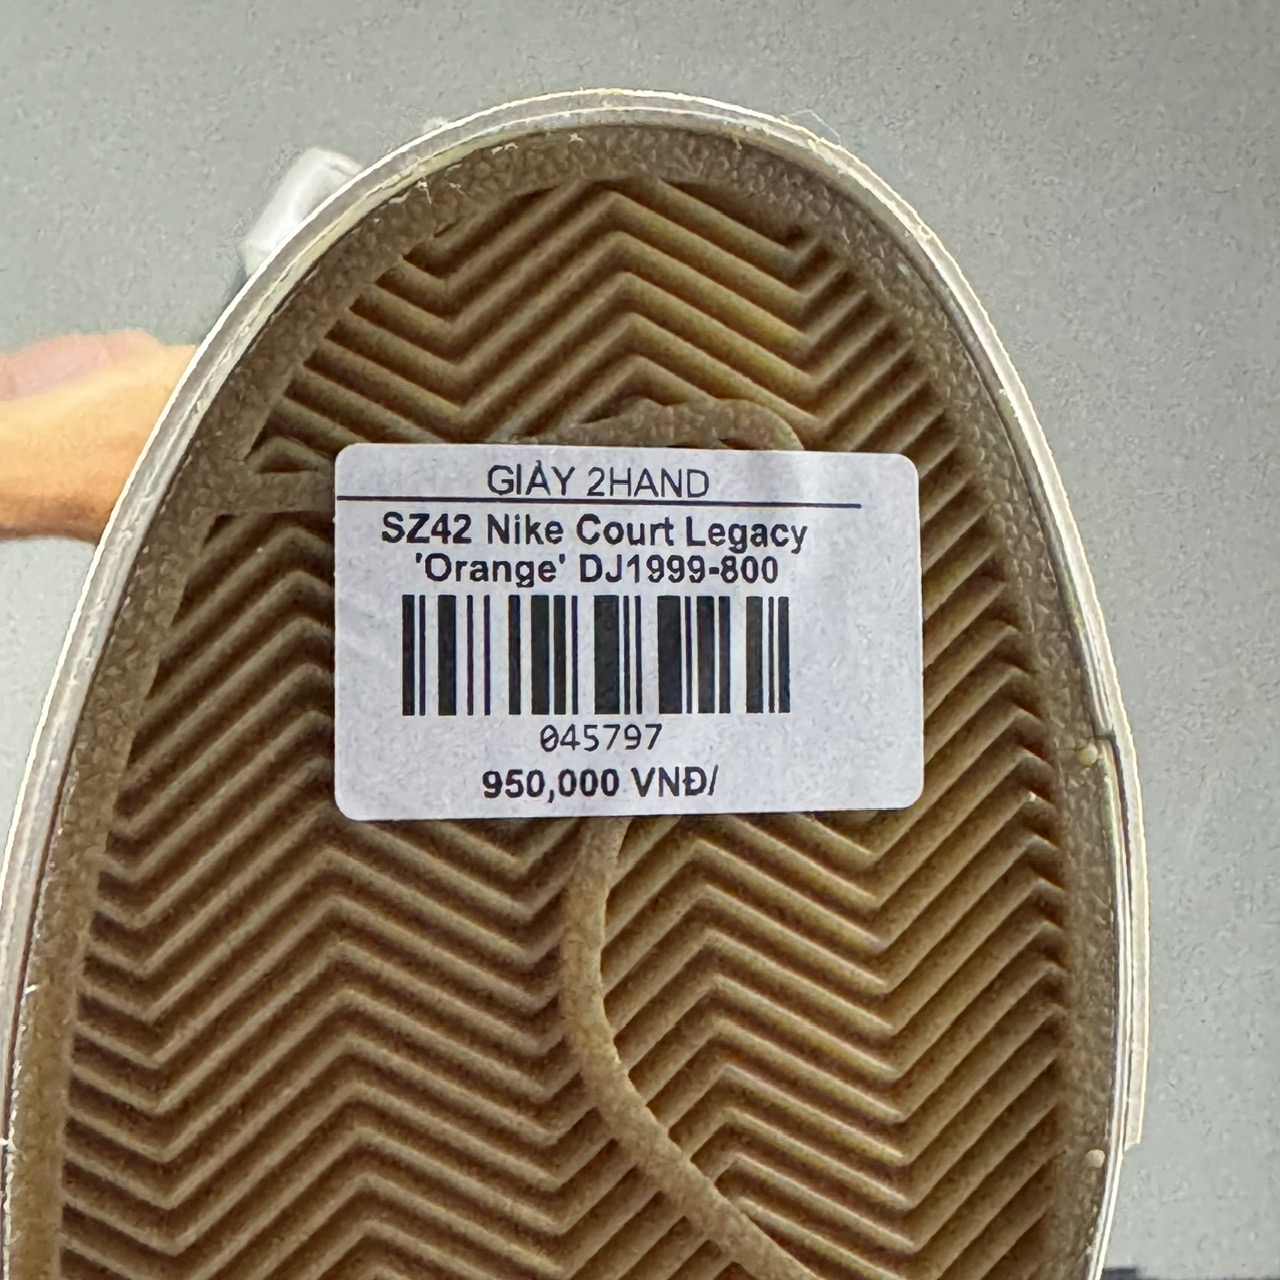 GIÀY 2HAND
SZ42 Nike Court Legacy
'Orange' DJ1999-800
045797
950,000 VNĐ/